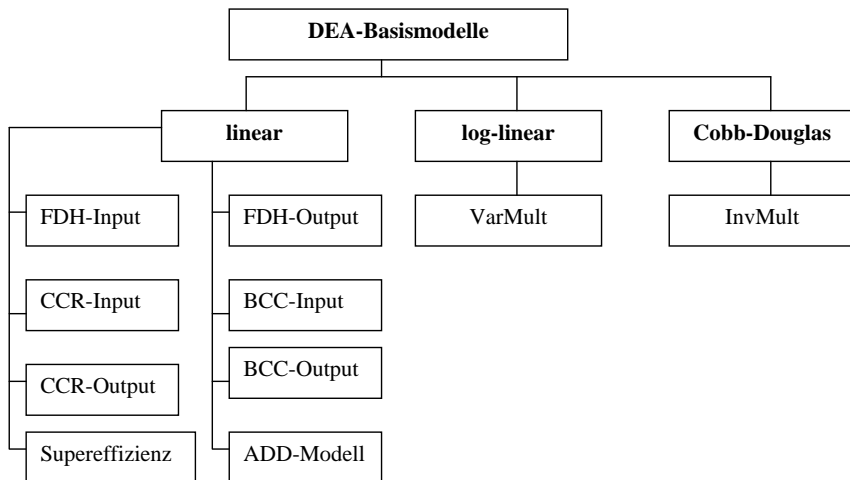 DEA-Basismodelle
linear
log-linear
Cobb-Douglas
FDH-Input
FDH-Output
VarMult
InvMult
CCR-Input
BCC-Input
CCR-Output
BCC-Output
Supereffizienz
ADD-Modell